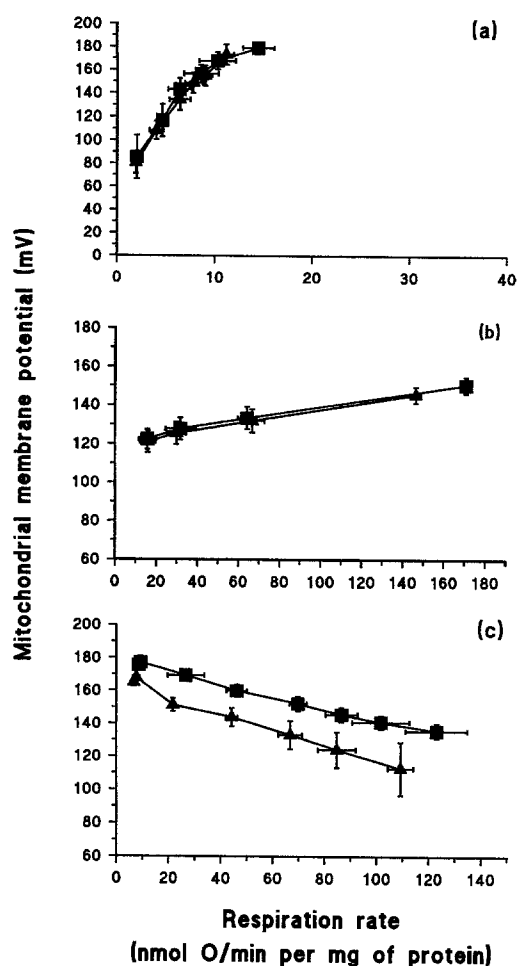 Mitochondrial membrane potential (mV)
(a)
200
180
160
140
120
100
80
60
40
20
0
0 10 20 30 40
(b)
180
160
140
120
100
80
60
0 20 40 60 80 100 120 140 160 180
(c)
200
180
160
140
120
100
80
60
0 20 40 60 80 100 120 140
Respiration rate
(nmol O/min per mg of protein)